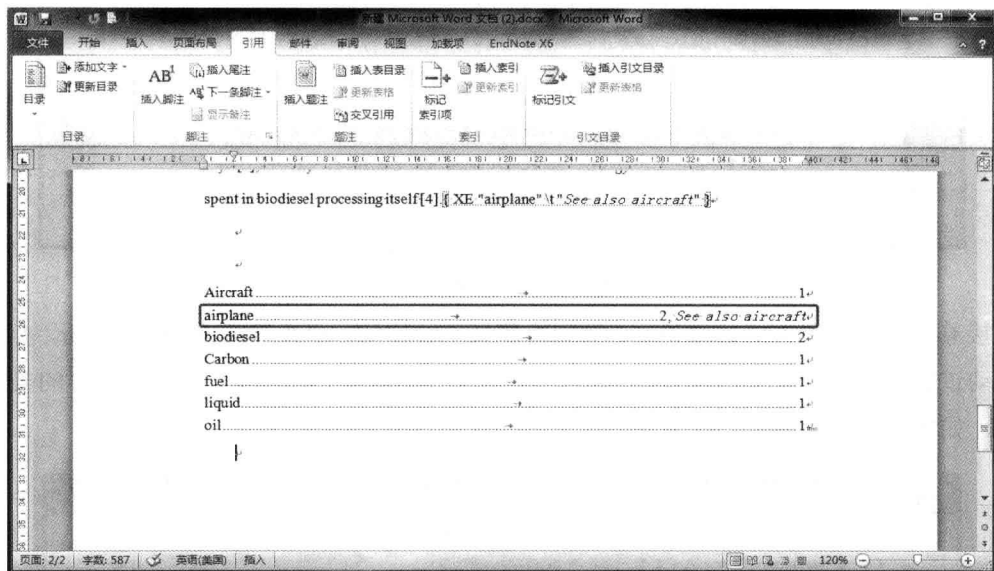 新建 Microsoft Word 文档 (2).docx - Microsoft Word
文件 开始 插入 页面布局 引用 邮件 审阅 视图 加载项 EndNote X6
目录 添加文字 更新目录
AB¹ 插入脚注 插入尾注 下一条脚注 显示备注
插入题注 插入表目录 更新表格 交叉引用
标记索引项 插入索引 更新索引
标记引文 插入引文目录 更新表格
目录 脚注 题注 索引 引文目录
spent in biodiesel processing itself [4].{ XE "airplane" \t "See also aircraft" }
Aircraft 1
airplane 2, See also aircraft
biodiesel 2
Carbon 1
fuel 1
liquid 1
oil 1
页面: 2/2 字数: 587 英语(美国) 插入 120%